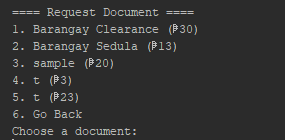 ==== Request Document ====
1. Barangay Clearance (₱30)
2. Barangay Sedula (₱13)
3. sample (₱20)
4. t (₱3)
5. t (₱23)
6. Go Back
Choose a document: